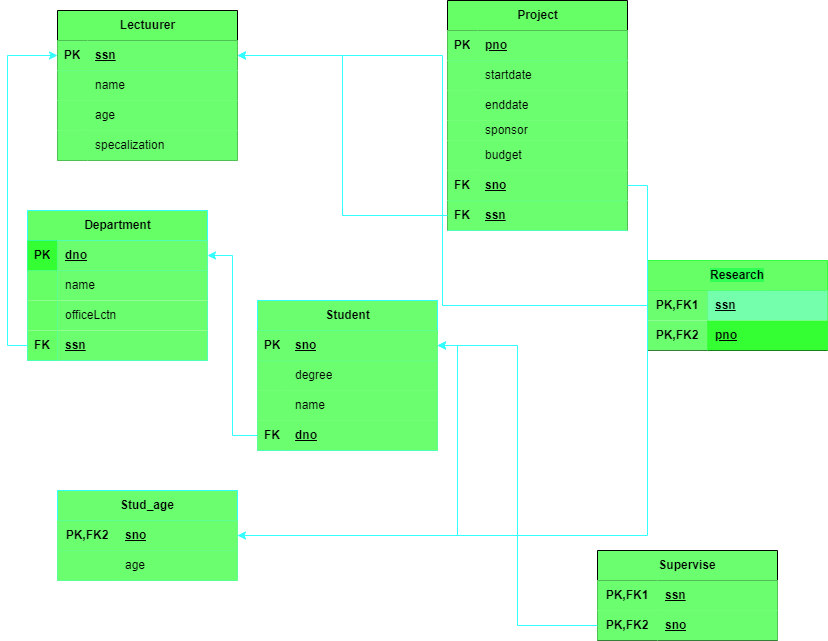 Lectuurer
PK ssn
name
age
specalization
Project
PK pno
startdate
enddate
sponsor
budget
FK sno
FK ssn
Department
PK dno
name
officeLctn
FK ssn
Research
PK,FK1 ssn
PK,FK2 pno
Student
PK sno
degree
name
FK dno
Stud_age
PK,FK2 sno
age
Supervise
PK,FK1 ssn
PK,FK2 sno